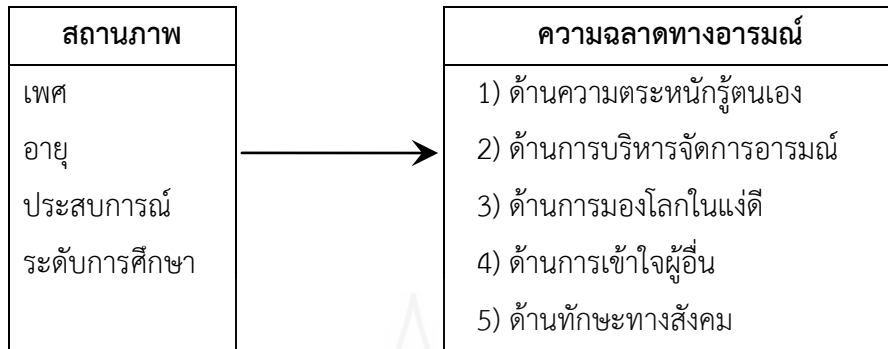 สถานภาพ
เพศ
อายุ
ประสบการณ์
ระดับการศึกษา
ความฉลาดทางอารมณ์
1) ด้านความตระหนักรู้ตนเอง
2) ด้านการบริหารจัดการอารมณ์
3) ด้านการมองโลกในแง่ดี
4) ด้านการเข้าใจผู้อื่น
5) ด้านทักษะทางสังคม